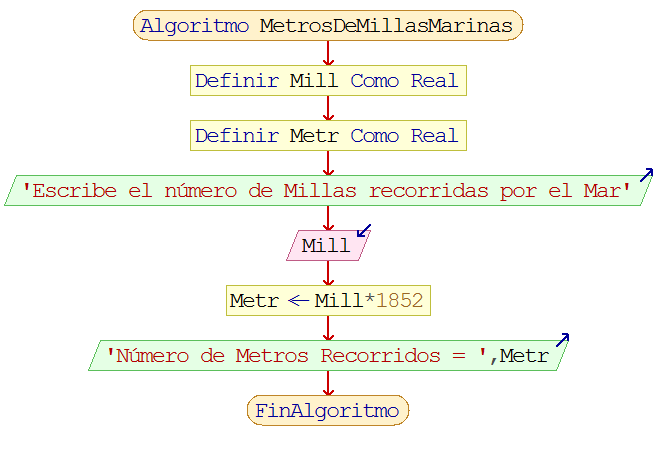 Algoritmo MetrosDeMillasMarinas
Definir Mill Como Real
Definir Metr Como Real
'Escribe el número de Millas recorridas por el Mar'
Mill
Metr ← Mill*1852
'Número de Metros Recorridos = ',Metr
FinAlgoritmo